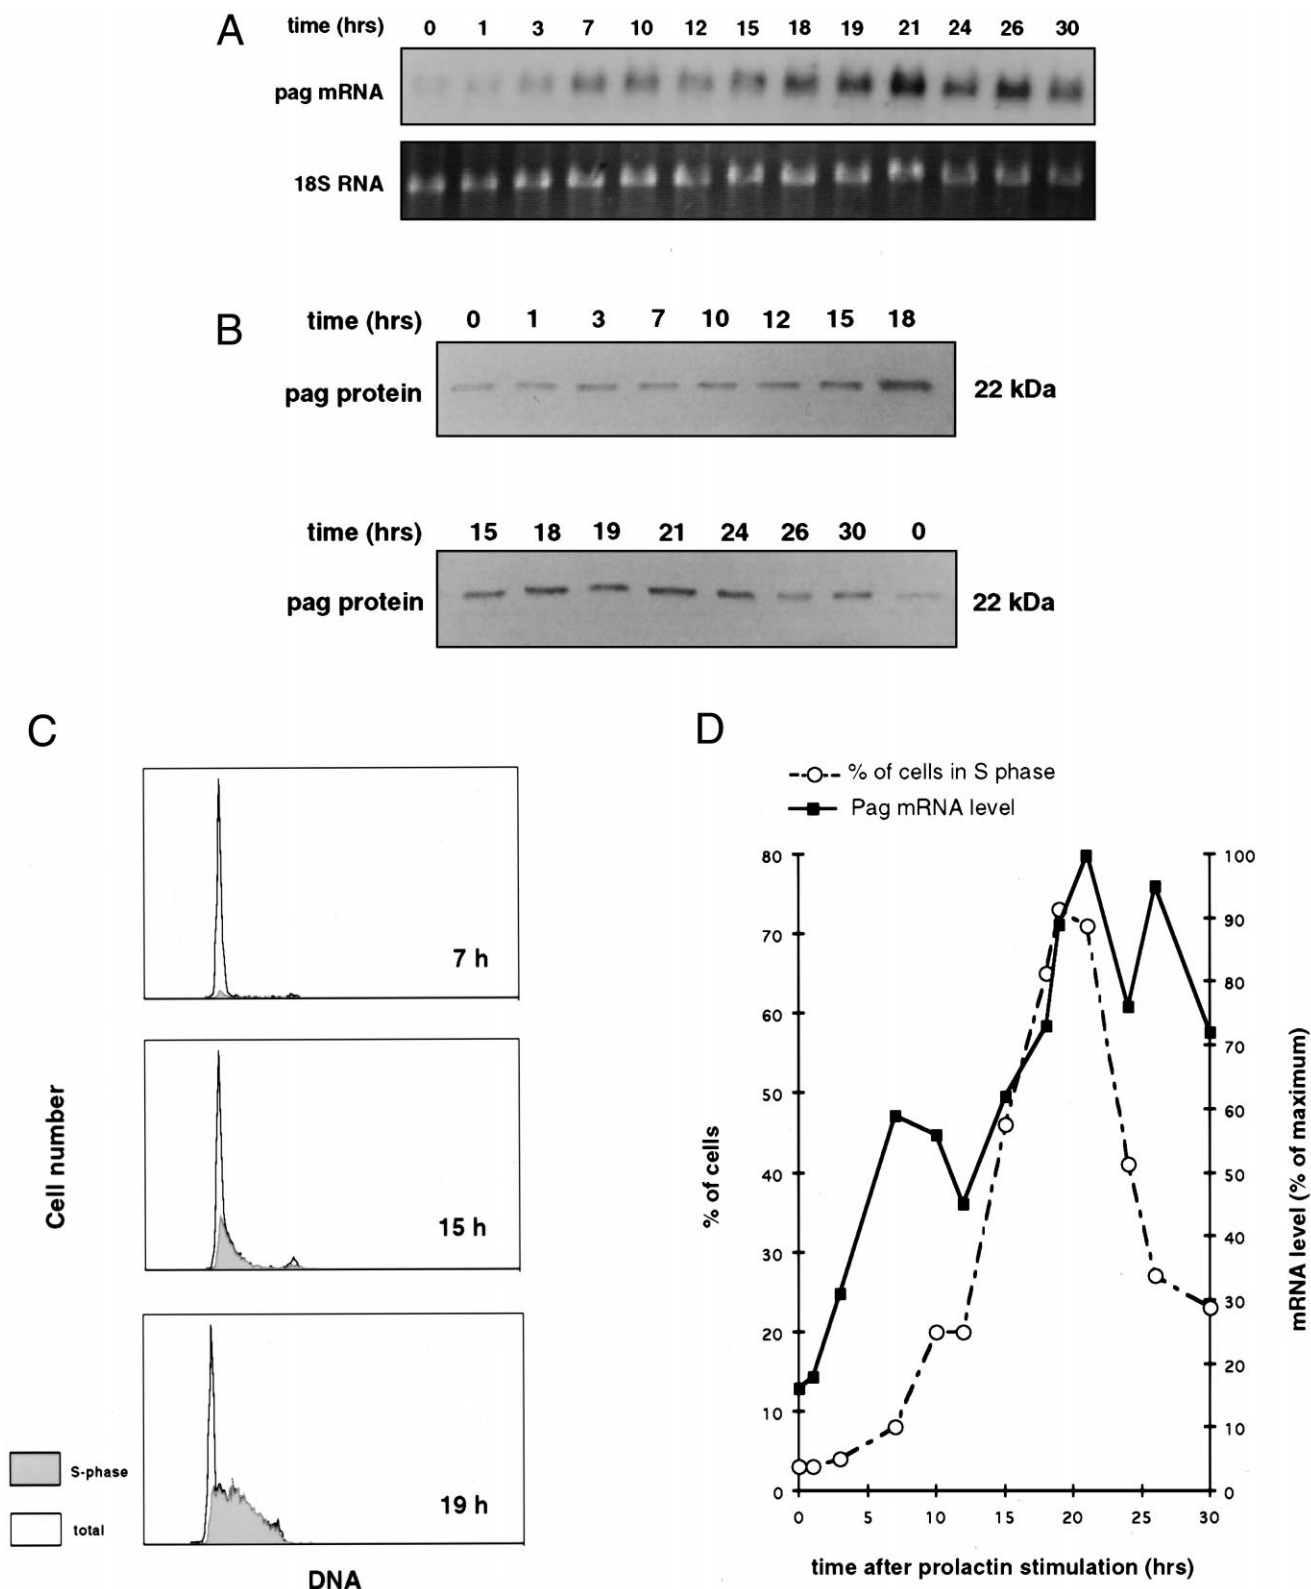 A
time (hrs) 0 1 3 7 10 12 15 18 19 21 24 26 30
pag mRNA
18S RNA
B
time (hrs) 0 1 3 7 10 12 15 18
pag protein 22 kDa
time (hrs) 15 18 19 21 24 26 30 0
pag protein 22 kDa
C
7 h
15 h
19 h
Cell number
DNA
S-phase
total
D
% of cells in S phase
Pag mRNA level
80
70
60
50
40
30
20
10
0
% of cells
100
90
80
70
60
50
40
30
20
10
0
mRNA level (% of maximum)
0 5 10 15 20 25 30
time after prolactin stimulation (hrs)